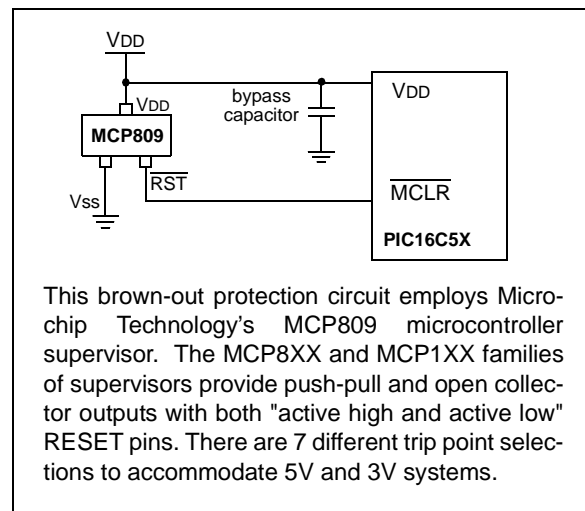 VDD
VDD
bypass
capacitor
VDD
MCP809
RST
Vss
MCLR
PIC16C5X
This brown-out protection circuit employs Micro-
chip Technology's MCP809 microcontroller
supervisor. The MCP8XX and MCP1XX families
of supervisors provide push-pull and open collec-
tor outputs with both "active high and active low"
RESET pins. There are 7 different trip point selec-
tions to accommodate 5V and 3V systems.